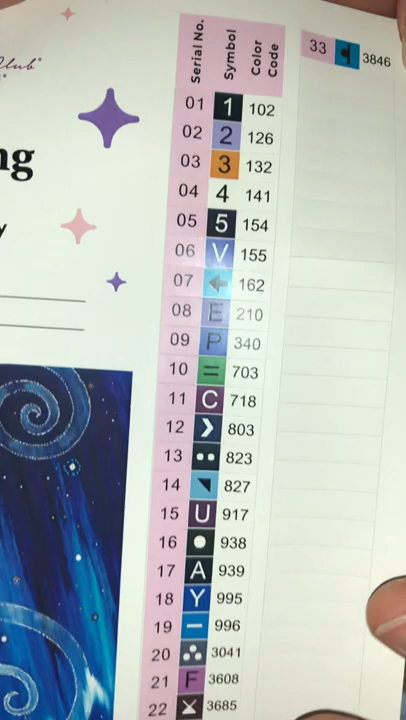 Club®
ng
y
Serial No. Symbol Color Code
01 1 102
02 2 126
03 3 132
04 4 141
05 5 154
06 V 155
07 162
08 E 210
09 P 340
10 = 703
11 C 718
12 ❯ 803
13 •• 823
14 ◥ 827
15 U 917
16 ● 938
17 A 939
18 Y 995
19 − 996
20 3041
21 F 3608
22 3685
33 3846